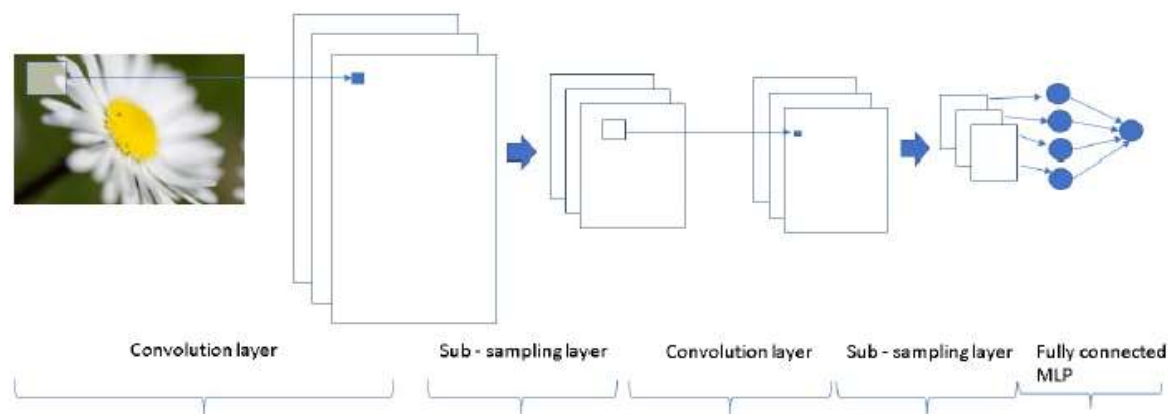 Convolution layer
Sub - sampling layer
Convolution layer
Sub - sampling layer
Fully connected
MLP